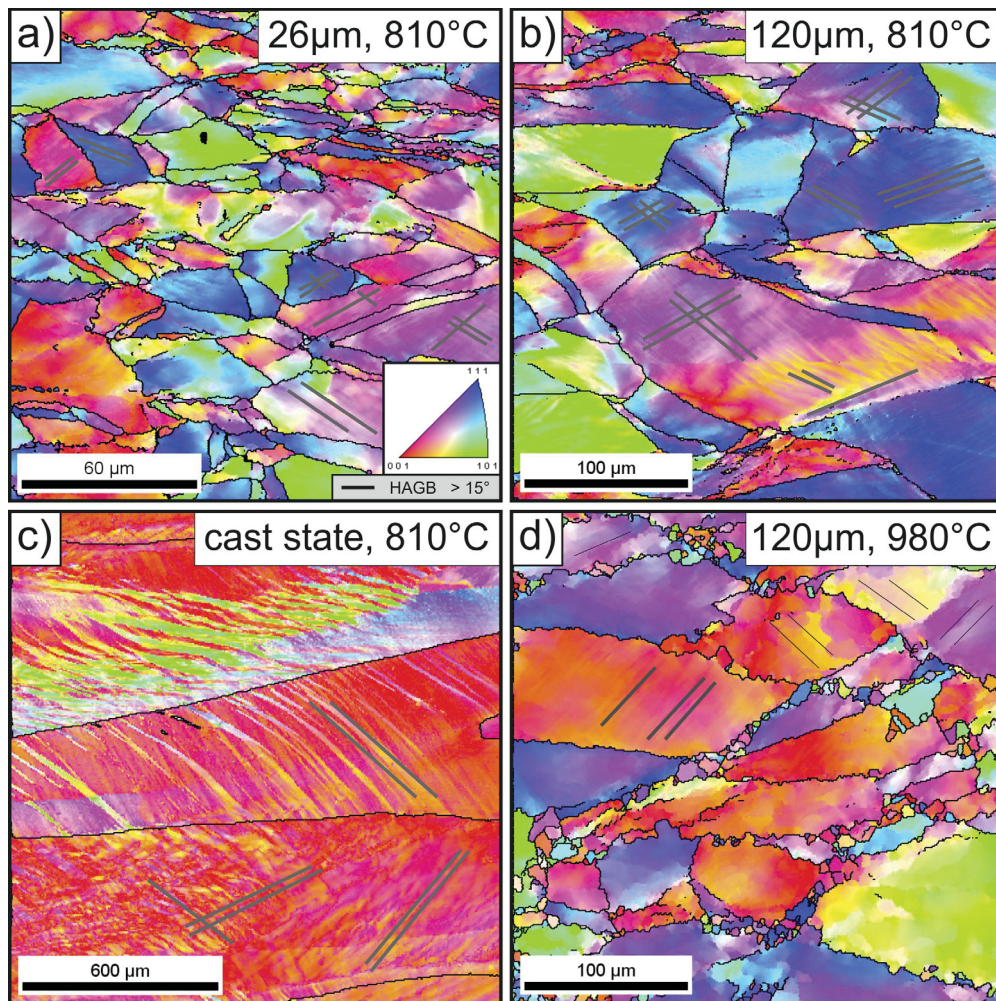 a) 26µm, 810°C
111
001 101
60 µm
HAGB > 15°
b) 120µm, 810°C
100 µm
c) cast state, 810°C
600 µm
d) 120µm, 980°C
100 µm